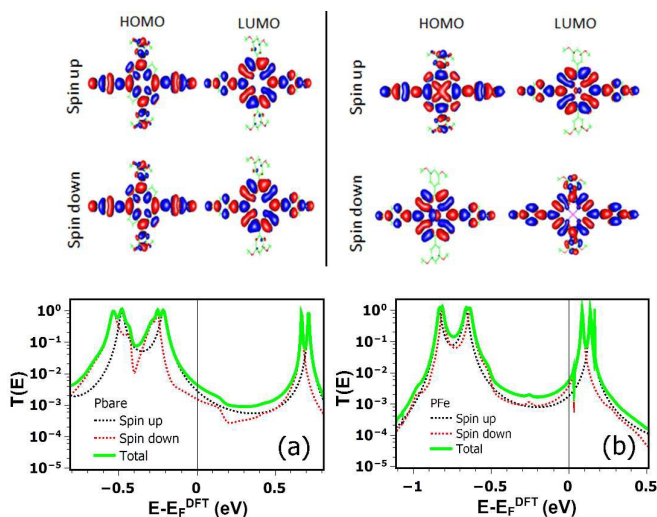 HOMO LUMO
Spin up
Spin down
HOMO LUMO
Spin up
Spin down
T(E)
10⁰
10⁻¹
10⁻²
10⁻³
10⁻⁴
10⁻⁵
Pbare
Spin up
Spin down
Total
(a)
−0.5 0 0.5
E-E_F^DFT (eV)
T(E)
10⁰
10⁻¹
10⁻²
10⁻³
10⁻⁴
10⁻⁵
PFe
Spin up
Spin down
Total
(b)
−1 −0.5 0 0.5
E-E_F^DFT (eV)